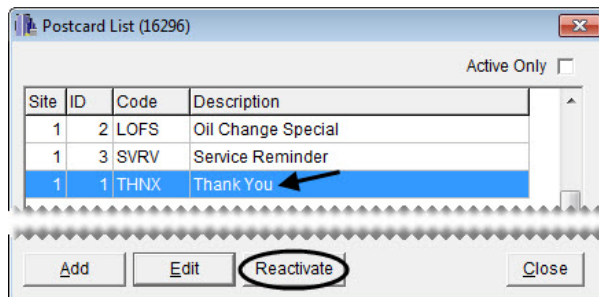 Postcard List (16296)
Active Only
Site ID Code Description
1 2 LOFS Oil Change Special
1 3 SVRV Service Reminder
1 1 THNX Thank You
Add Edit Reactivate Close